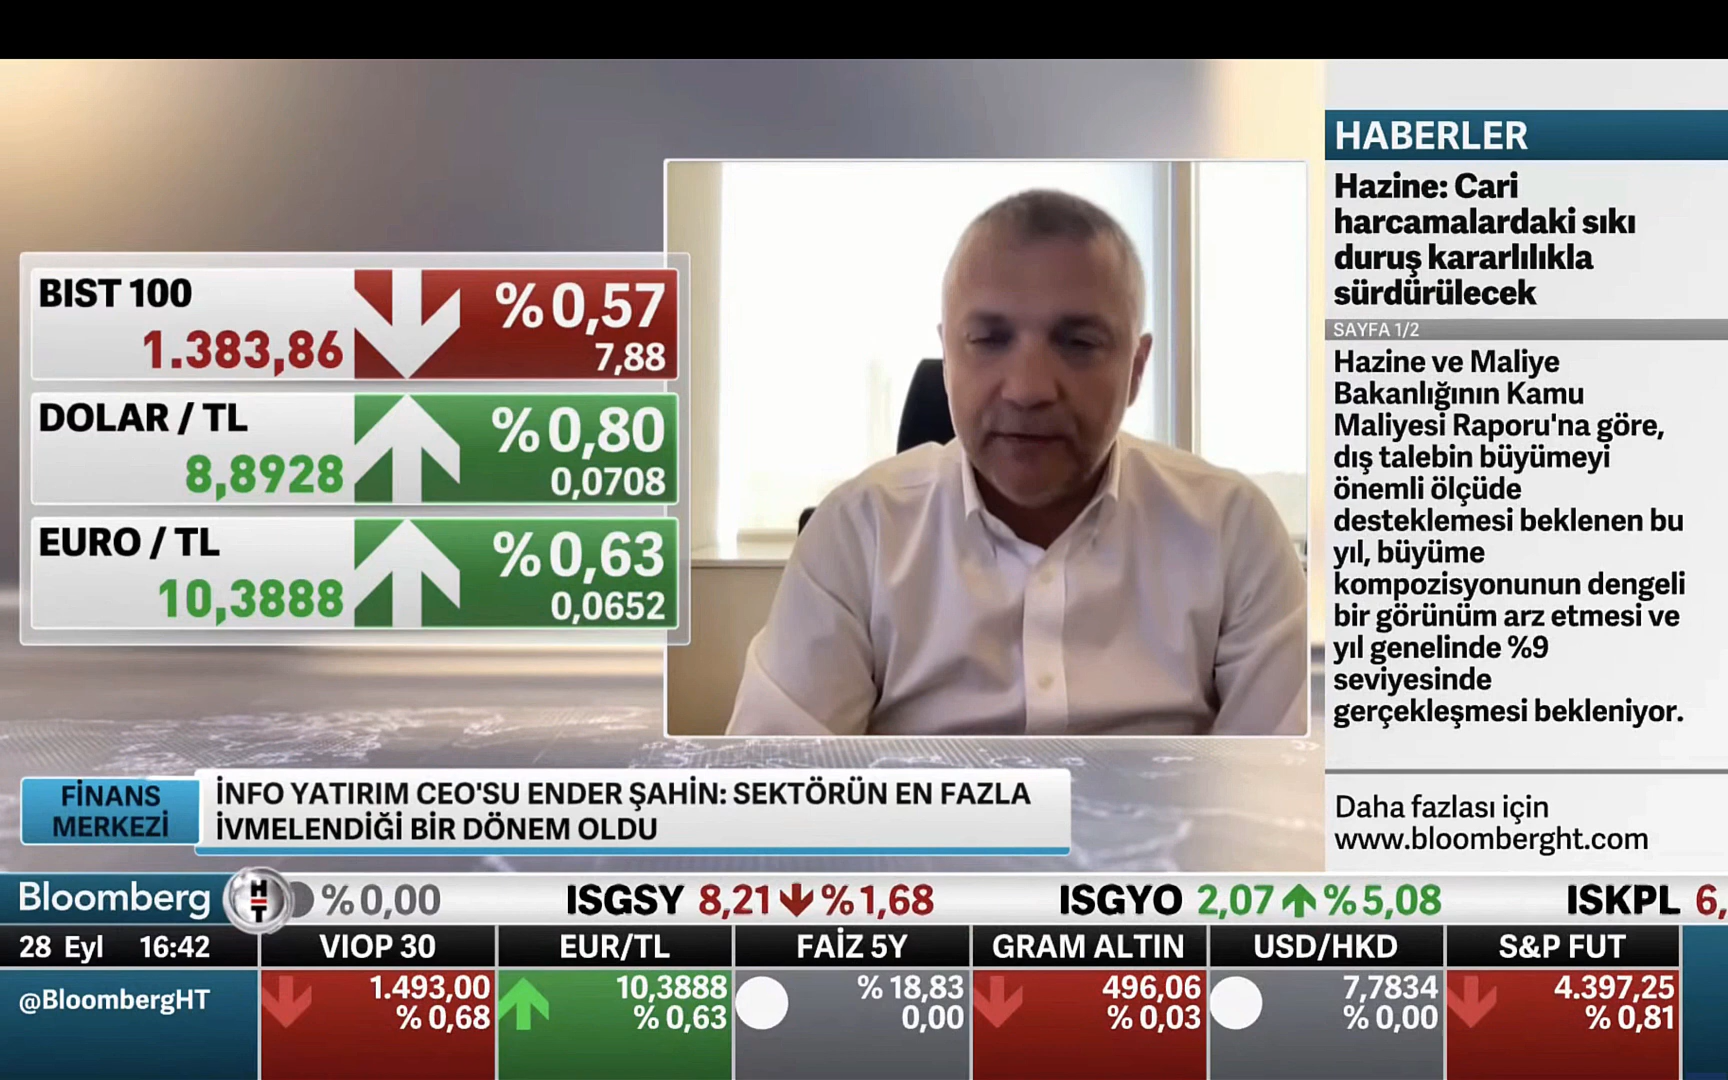 BIST 100
1.383,86
%0,57
7,88
DOLAR / TL
8,8928
%0,80
0,0708
EURO / TL
10,3888
%0,63
0,0652
HABERLER
Hazine: Cari
harcamalardaki sıkı
duruş kararlılıkla
sürdürülecek
SAYFA 1/2
Hazine ve Maliye
Bakanlığının Kamu
Maliyesi Raporu'na göre,
dış talebin büyümeyi
önemli ölçüde
desteklemesi beklenen bu
yıl, büyüme
kompozisyonunun dengeli
bir görünüm arz etmesi ve
yıl genelinde %9
seviyesinde
gerçekleşmesi bekleniyor.
Daha fazlası için
www.bloomberght.com
FİNANS
MERKEZİ
İNFO YATIRIM CEO'SU ENDER ŞAHİN: SEKTÖRÜN EN FAZLA
İVMELENDİĞİ BİR DÖNEM OLDU
Bloomberg HT %0,00 ISGSY 8,21 %1,68 ISGYO 2,07 %5,08 ISKPL 6,
28 Eyl 16:42
@BloombergHT
VIOP 30
1.493,00
% 0,68
EUR/TL
10,3888
% 0,63
FAİZ 5Y
% 18,83
0,00
GRAM ALTIN
496,06
% 0,03
USD/HKD
7,7834
% 0,00
S&P FUT
4.397,25
% 0,81